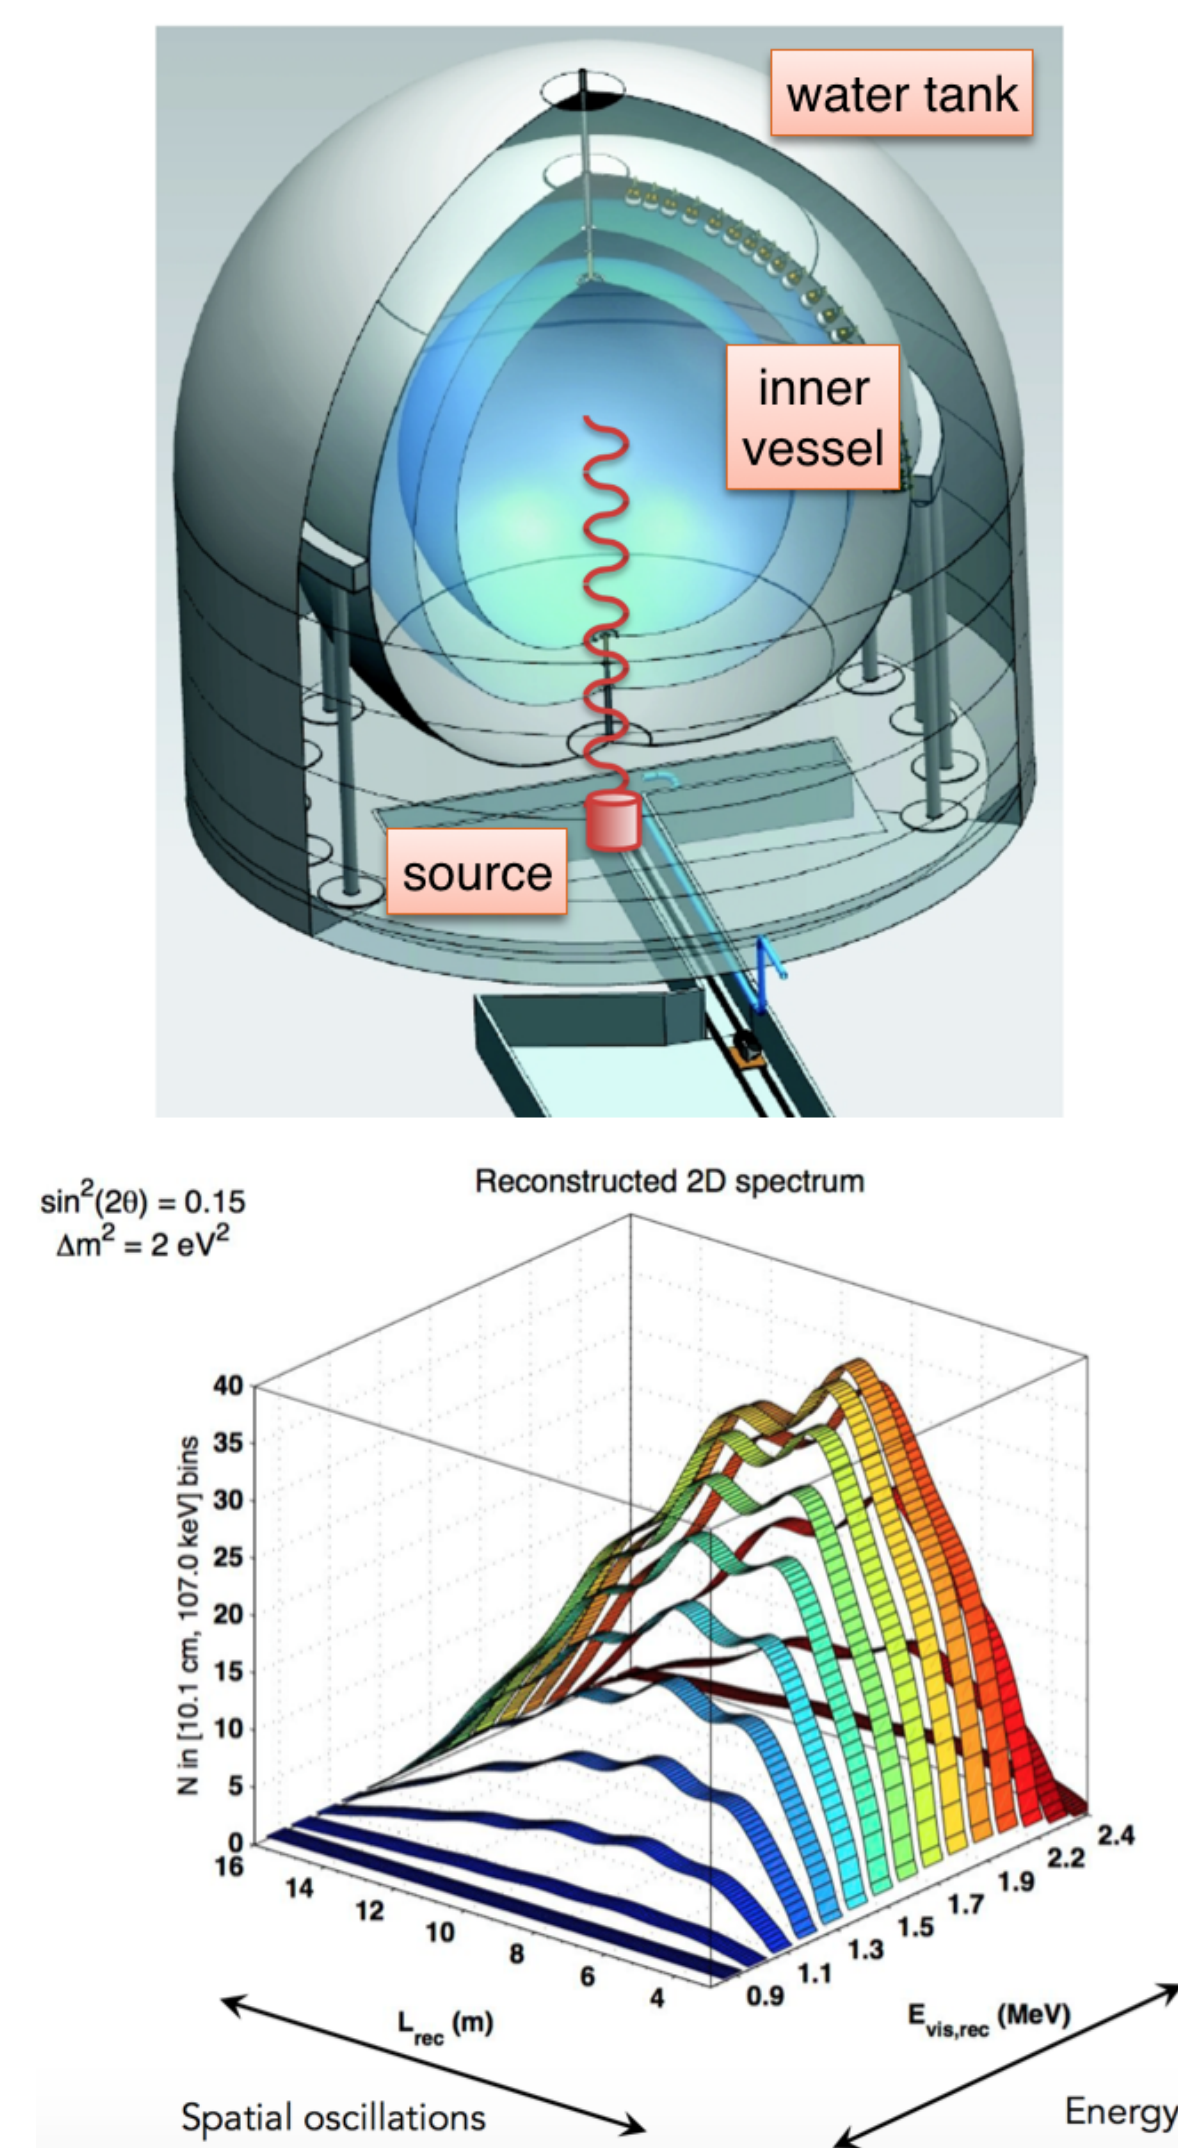 water tank
inner
vessel
source
Reconstructed 2D spectrum
sin²(2θ) = 0.15
Δm² = 2 eV²
N in [10.1 cm, 107.0 keV] bins
40
35
30
25
20
15
10
5
0
16
14
12
10
8
6
4
0.9
1.1
1.3
1.5
1.7
1.9
2.2
2.4
L_rec (m)
E_vis,rec (MeV)
Spatial oscillations
Energy